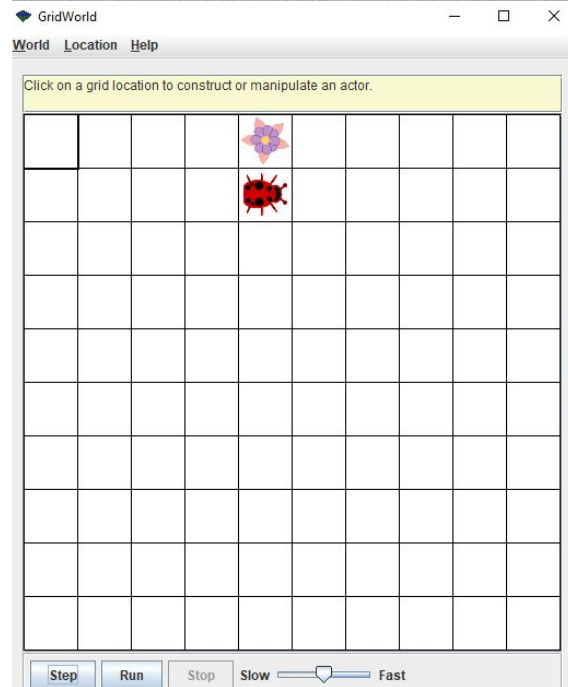 GridWorld
World Location Help
Click on a grid location to construct or manipulate an actor.
Step Run Stop Slow Fast